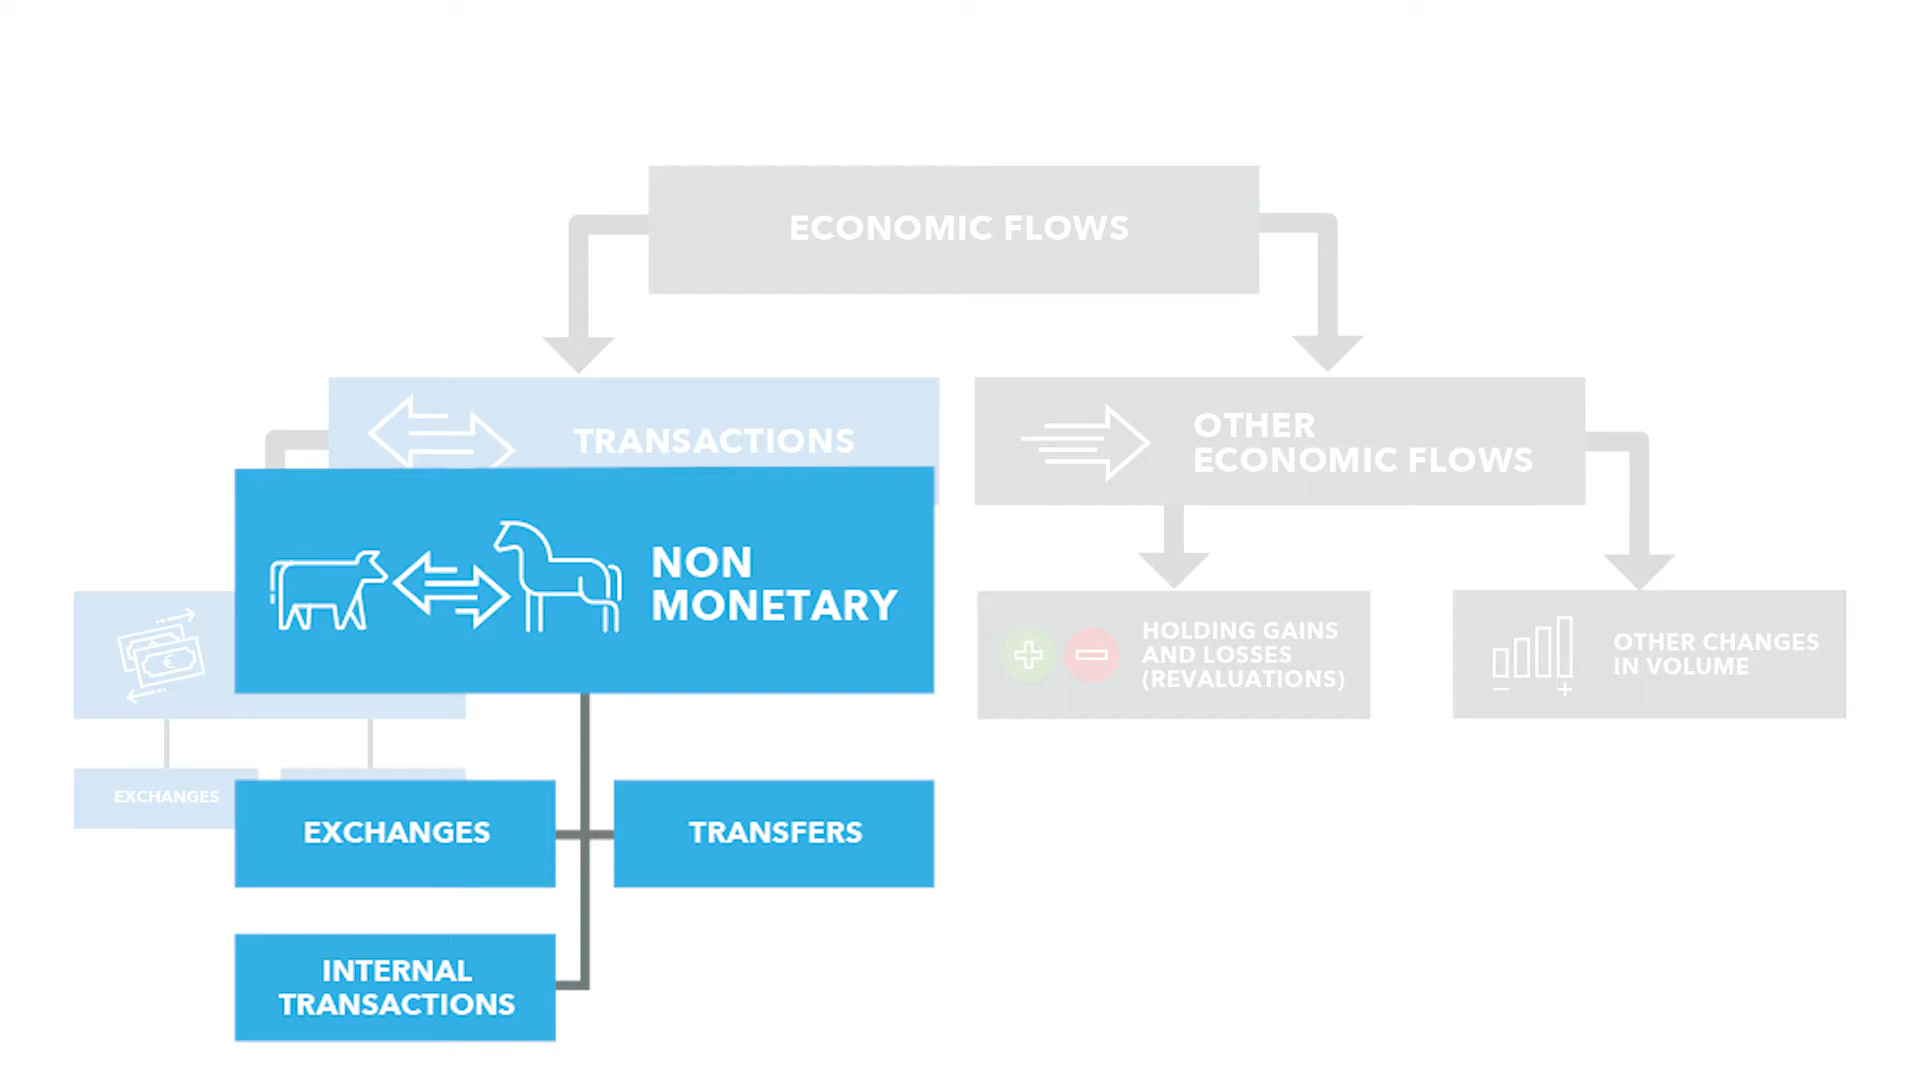 ECONOMIC FLOWS
TRANSACTIONS
OTHER
ECONOMIC FLOWS
NON
MONETARY
HOLDING GAINS
AND LOSSES
(REVALUATIONS)
OTHER CHANGES
IN VOLUME
EXCHANGES
EXCHANGES
TRANSFERS
INTERNAL
TRANSACTIONS